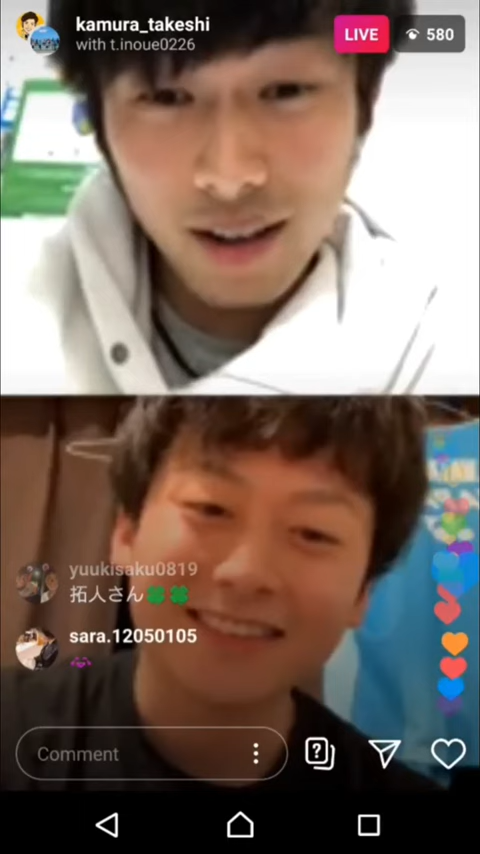 kamura_takeshi
with t.inoue0226
LIVE
580
yuukisaku0819
拓人さん🍀🍀
sara.12050105
Comment